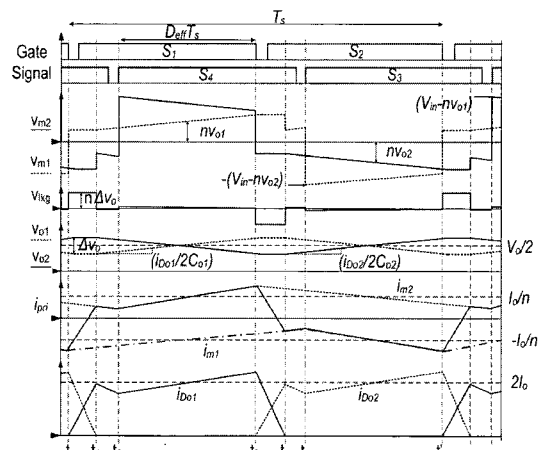 Ts
DeffTs
Gate
Signal
S1
S2
S4
S3
(Vin-nvo1)
vm2
nvo1
vm1
nvo2
-(Vin-nvo2)
vlkg
nΔvo
vo1
Δvo
vo2
(iDo1/2Co1)
(iDo2/2Co2)
Vo/2
ipri
im2
Io/n
im1
-Io/n
iDo1
iDo2
2Io